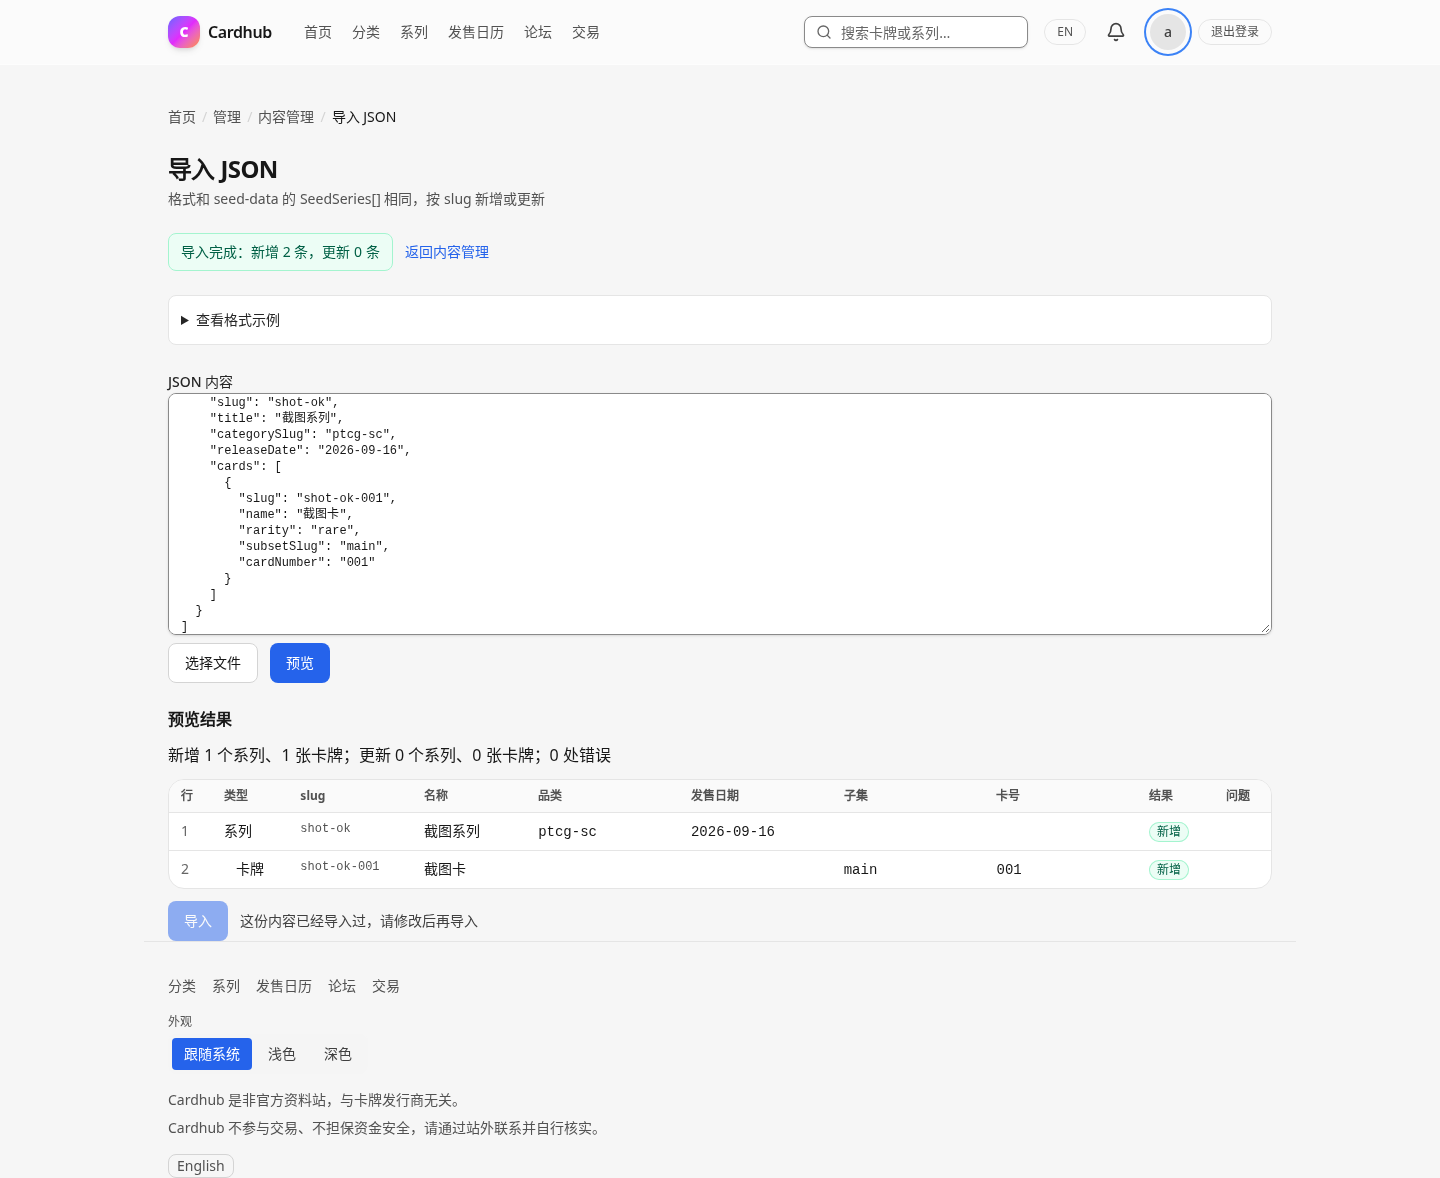 C Cardhub 首页 分类 系列 发售日历 论坛 交易 搜索卡牌或系列... EN a 退出登录
首页 / 管理 / 内容管理 / 导入 JSON
导入 JSON
格式和 seed-data 的 SeedSeries[] 相同，按 slug 新增或更新
导入完成：新增 2 条，更新 0 条 返回内容管理
查看格式示例
JSON 内容
"slug": "shot-ok",
"title": "截图系列",
"categorySlug": "ptcg-sc",
"releaseDate": "2026-09-16",
"cards": [
{
"slug": "shot-ok-001",
"name": "截图卡",
"rarity": "rare",
"subsetSlug": "main",
"cardNumber": "001"
}
]
}
]
选择文件 预览
预览结果
新增 1 个系列、1 张卡牌；更新 0 个系列、0 张卡牌；0 处错误
行 类型 slug 名称 品类 发售日期 子集 卡号 结果 问题
1 系列 shot-ok 截图系列 ptcg-sc 2026-09-16 新增
2 卡牌 shot-ok-001 截图卡 main 001 新增
导入 这份内容已经导入过，请修改后再导入
分类 系列 发售日历 论坛 交易
外观
跟随系统 浅色 深色
Cardhub 是非官方资料站，与卡牌发行商无关。
Cardhub 不参与交易、不担保资金安全，请通过站外联系并自行核实。
English